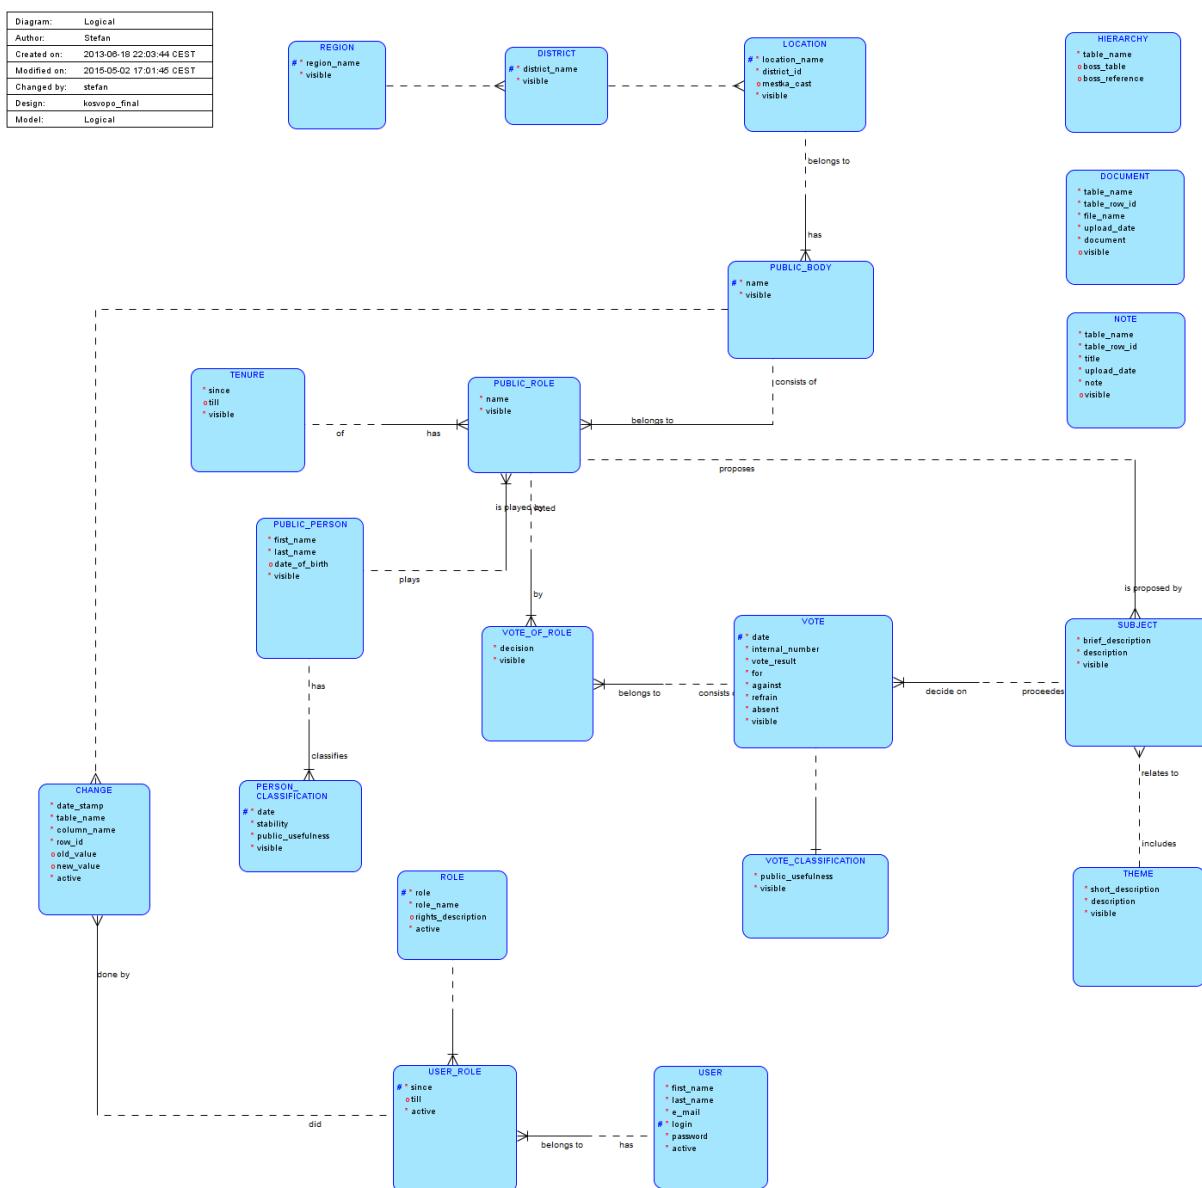 Diagram: Logical
Author: Stefan
Created on: 2013-06-18 22:03:44 CEST
Modified on: 2015-05-02 17:01:45 CEST
Changed by: stefan
Design: kosvopo_final
Model: Logical
REGION
# * region_name
* visible
DISTRICT
# * district_name
* visible
LOCATION
# * location_name
* district_id
o mestka_cast
* visible
HIERARCHY
* table_name
o boss_table
o boss_reference
belongs to
has
DOCUMENT
* table_name
* table_row_id
* file_name
* upload_date
* document
o visible
PUBLIC_BODY
# * name
* visible
NOTE
* table_name
* table_row_id
* title
* upload_date
* note
o visible
TENURE
* since
o till
* visible
of
has
PUBLIC_ROLE
* name
* visible
consists of
belongs to
proposes
is played by
voted
PUBLIC_PERSON
* first_name
* last_name
o date_of_birth
* visible
plays
by
is proposed by
VOTE_OF_ROLE
* decision
* visible
belongs to
consists o
VOTE
# * date
* internal_number
* vote_result
* for
* against
* refrain
* absent
* visible
decide on
proceedes
SUBJECT
* brief_description
* description
* visible
has
classifies
relates to
includes
CHANGE
* date_stamp
* table_name
* column_name
* row_id
o old_value
o new_value
* active
PERSON_
CLASSIFICATION
# * date
* stability
* public_usefulness
* visible
VOTE_CLASSIFICATION
* public_usefulness
* visible
THEME
* short_description
* description
* visible
ROLE
# * role
* role_name
o rights_description
* active
done by
did
USER_ROLE
# * since
o till
* active
belongs to
has
USER
* first_name
* last_name
* e_mail
# * login
* password
* active